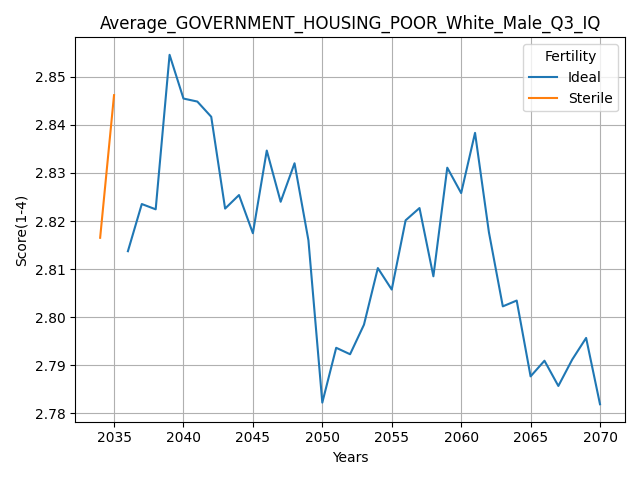 Average_GOVERNMENT_HOUSING_POOR_White_Male_Q3_IQ
Fertility
Ideal
Sterile
Score(1-4)
2.85
2.84
2.83
2.82
2.81
2.80
2.79
2.78
2035 2040 2045 2050 2055 2060 2065 2070
Years